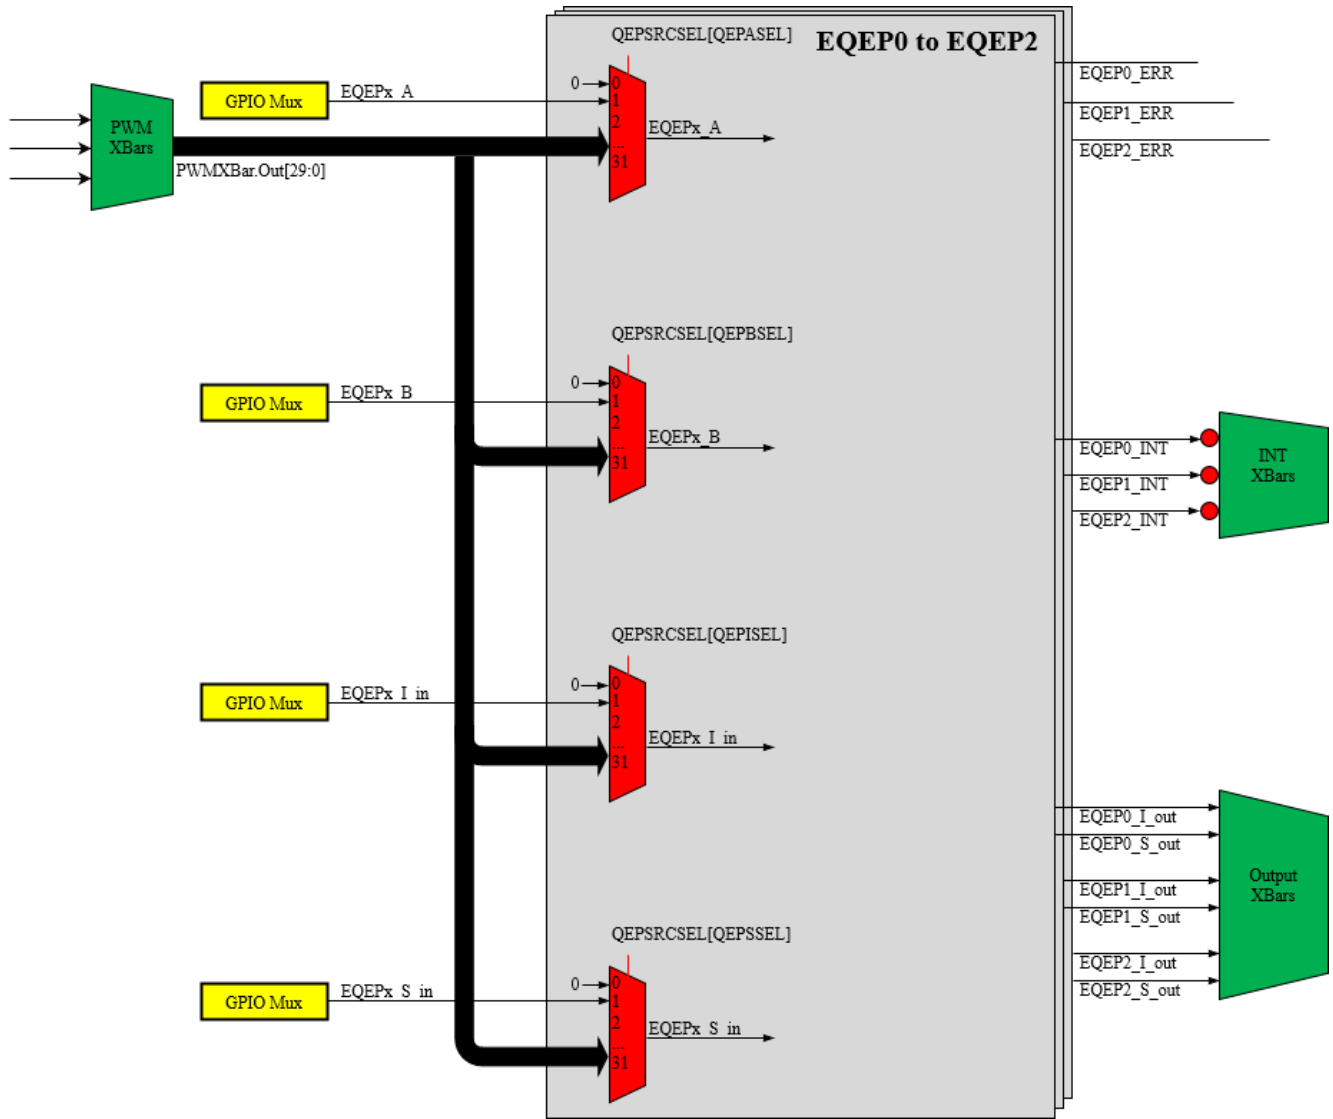 QEPSRCSEL[QEPASEL]
EQEP0 to EQEP2
EQEP0_ERR
EQEP1_ERR
EQEP2_ERR
GPIO Mux
EQEPx_A
0
0
1
2
...
31
EQEPx_A
PWM
XBars
PWMXBar.Out[29:0]
QEPSRCSEL[QEPBSEL]
GPIO Mux
EQEPx_B
0
0
1
2
...
31
EQEPx_B
EQEP0_INT
EQEP1_INT
EQEP2_INT
INT
XBars
QEPSRCSEL[QEPISEL]
GPIO Mux
EQEPx_I_in
0
0
1
2
...
31
EQEPx_I_in
EQEP0_I_out
EQEP0_S_out
EQEP1_I_out
EQEP1_S_out
EQEP2_I_out
EQEP2_S_out
Output
XBars
QEPSRCSEL[QEPSSEL]
GPIO Mux
EQEPx_S_in
0
0
1
2
...
31
EQEPx_S_in